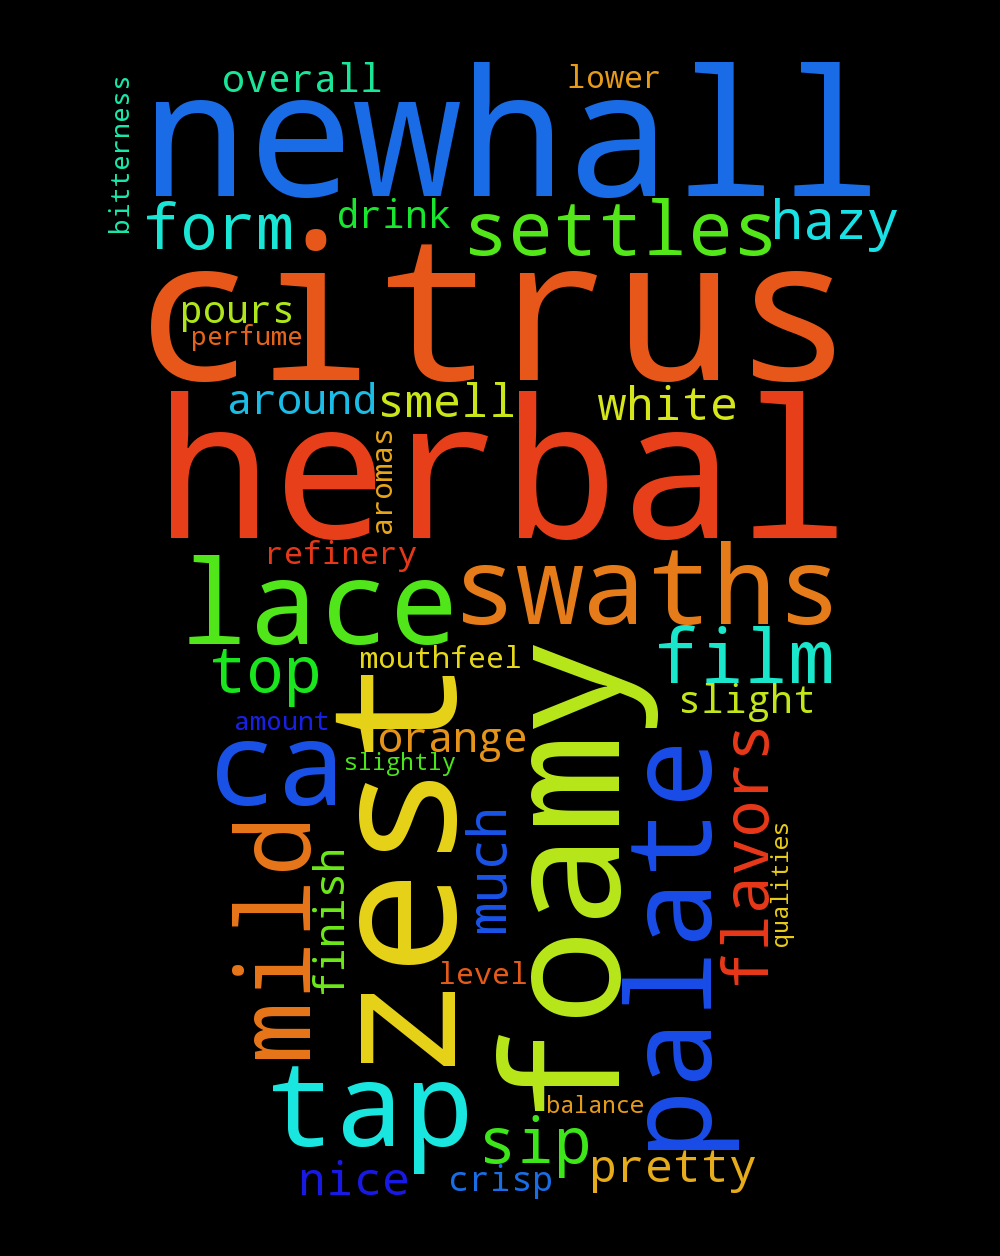 overall
lower
bitterness
newhall
form
drink
settles
hazy
citrus
pours
perfume
around
smell
white
herbal
aromas
refinery
lace
swaths
top
mouthfeel
film
slight
amount
ca
orange
slightly
zest
foamy
palate
flavors
much
qualities
mild
finish
level
tap
balance
sip
pretty
nice
crisp